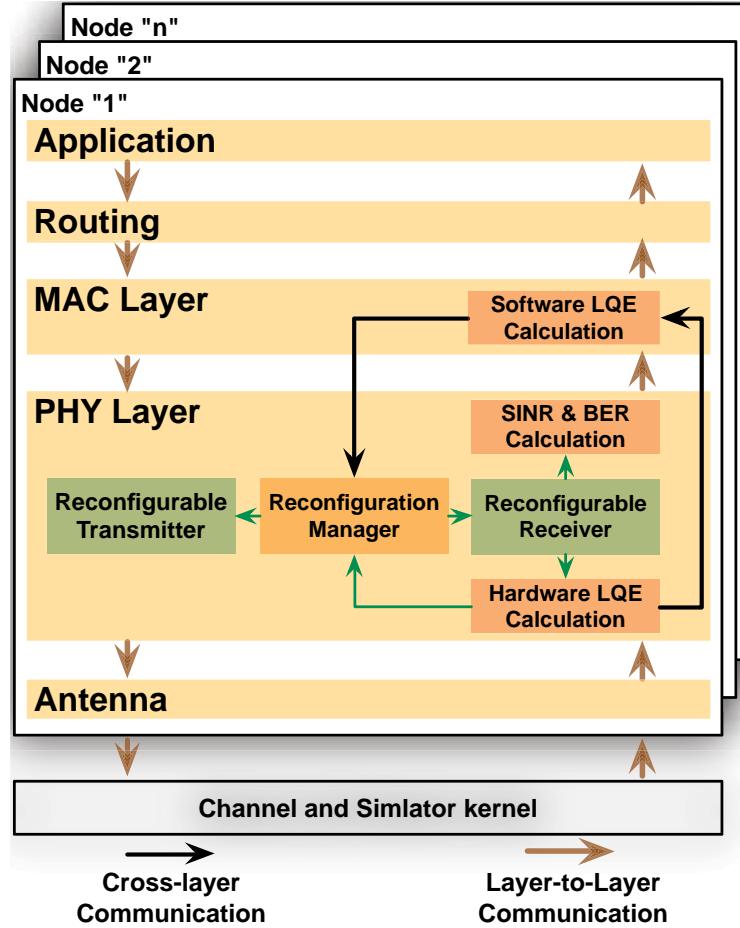 Node "n"
Node "2"
Node "1"
Application
Routing
MAC Layer
Software LQE
Calculation
PHY Layer
SINR & BER
Calculation
Reconfigurable
Transmitter
Reconfiguration
Manager
Reconfigurable
Receiver
Hardware LQE
Calculation
Antenna
Channel and Simlator kernel
Cross-layer
Communication
Layer-to-Layer
Communication